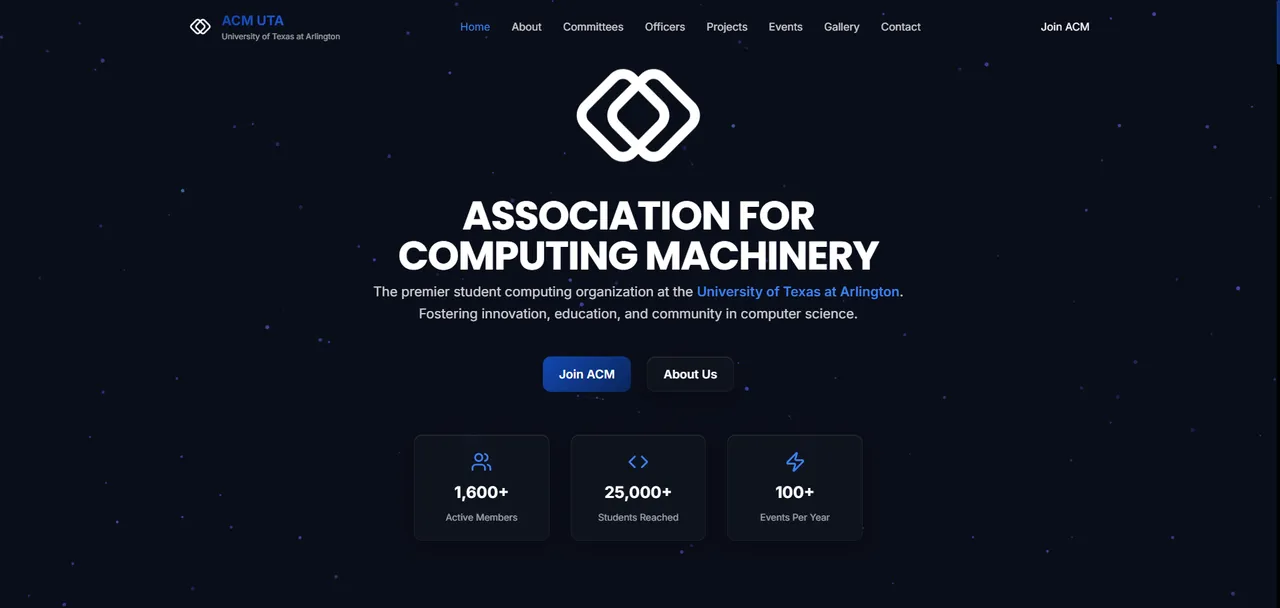 ACM UTA
University of Texas at Arlington
Home About Committees Officers Projects Events Gallery Contact
Join ACM
ASSOCIATION FOR
COMPUTING MACHINERY
The premier student computing organization at the University of Texas at Arlington.
Fostering innovation, education, and community in computer science.
Join ACM About Us
1,600+
Active Members
25,000+
Students Reached
100+
Events Per Year